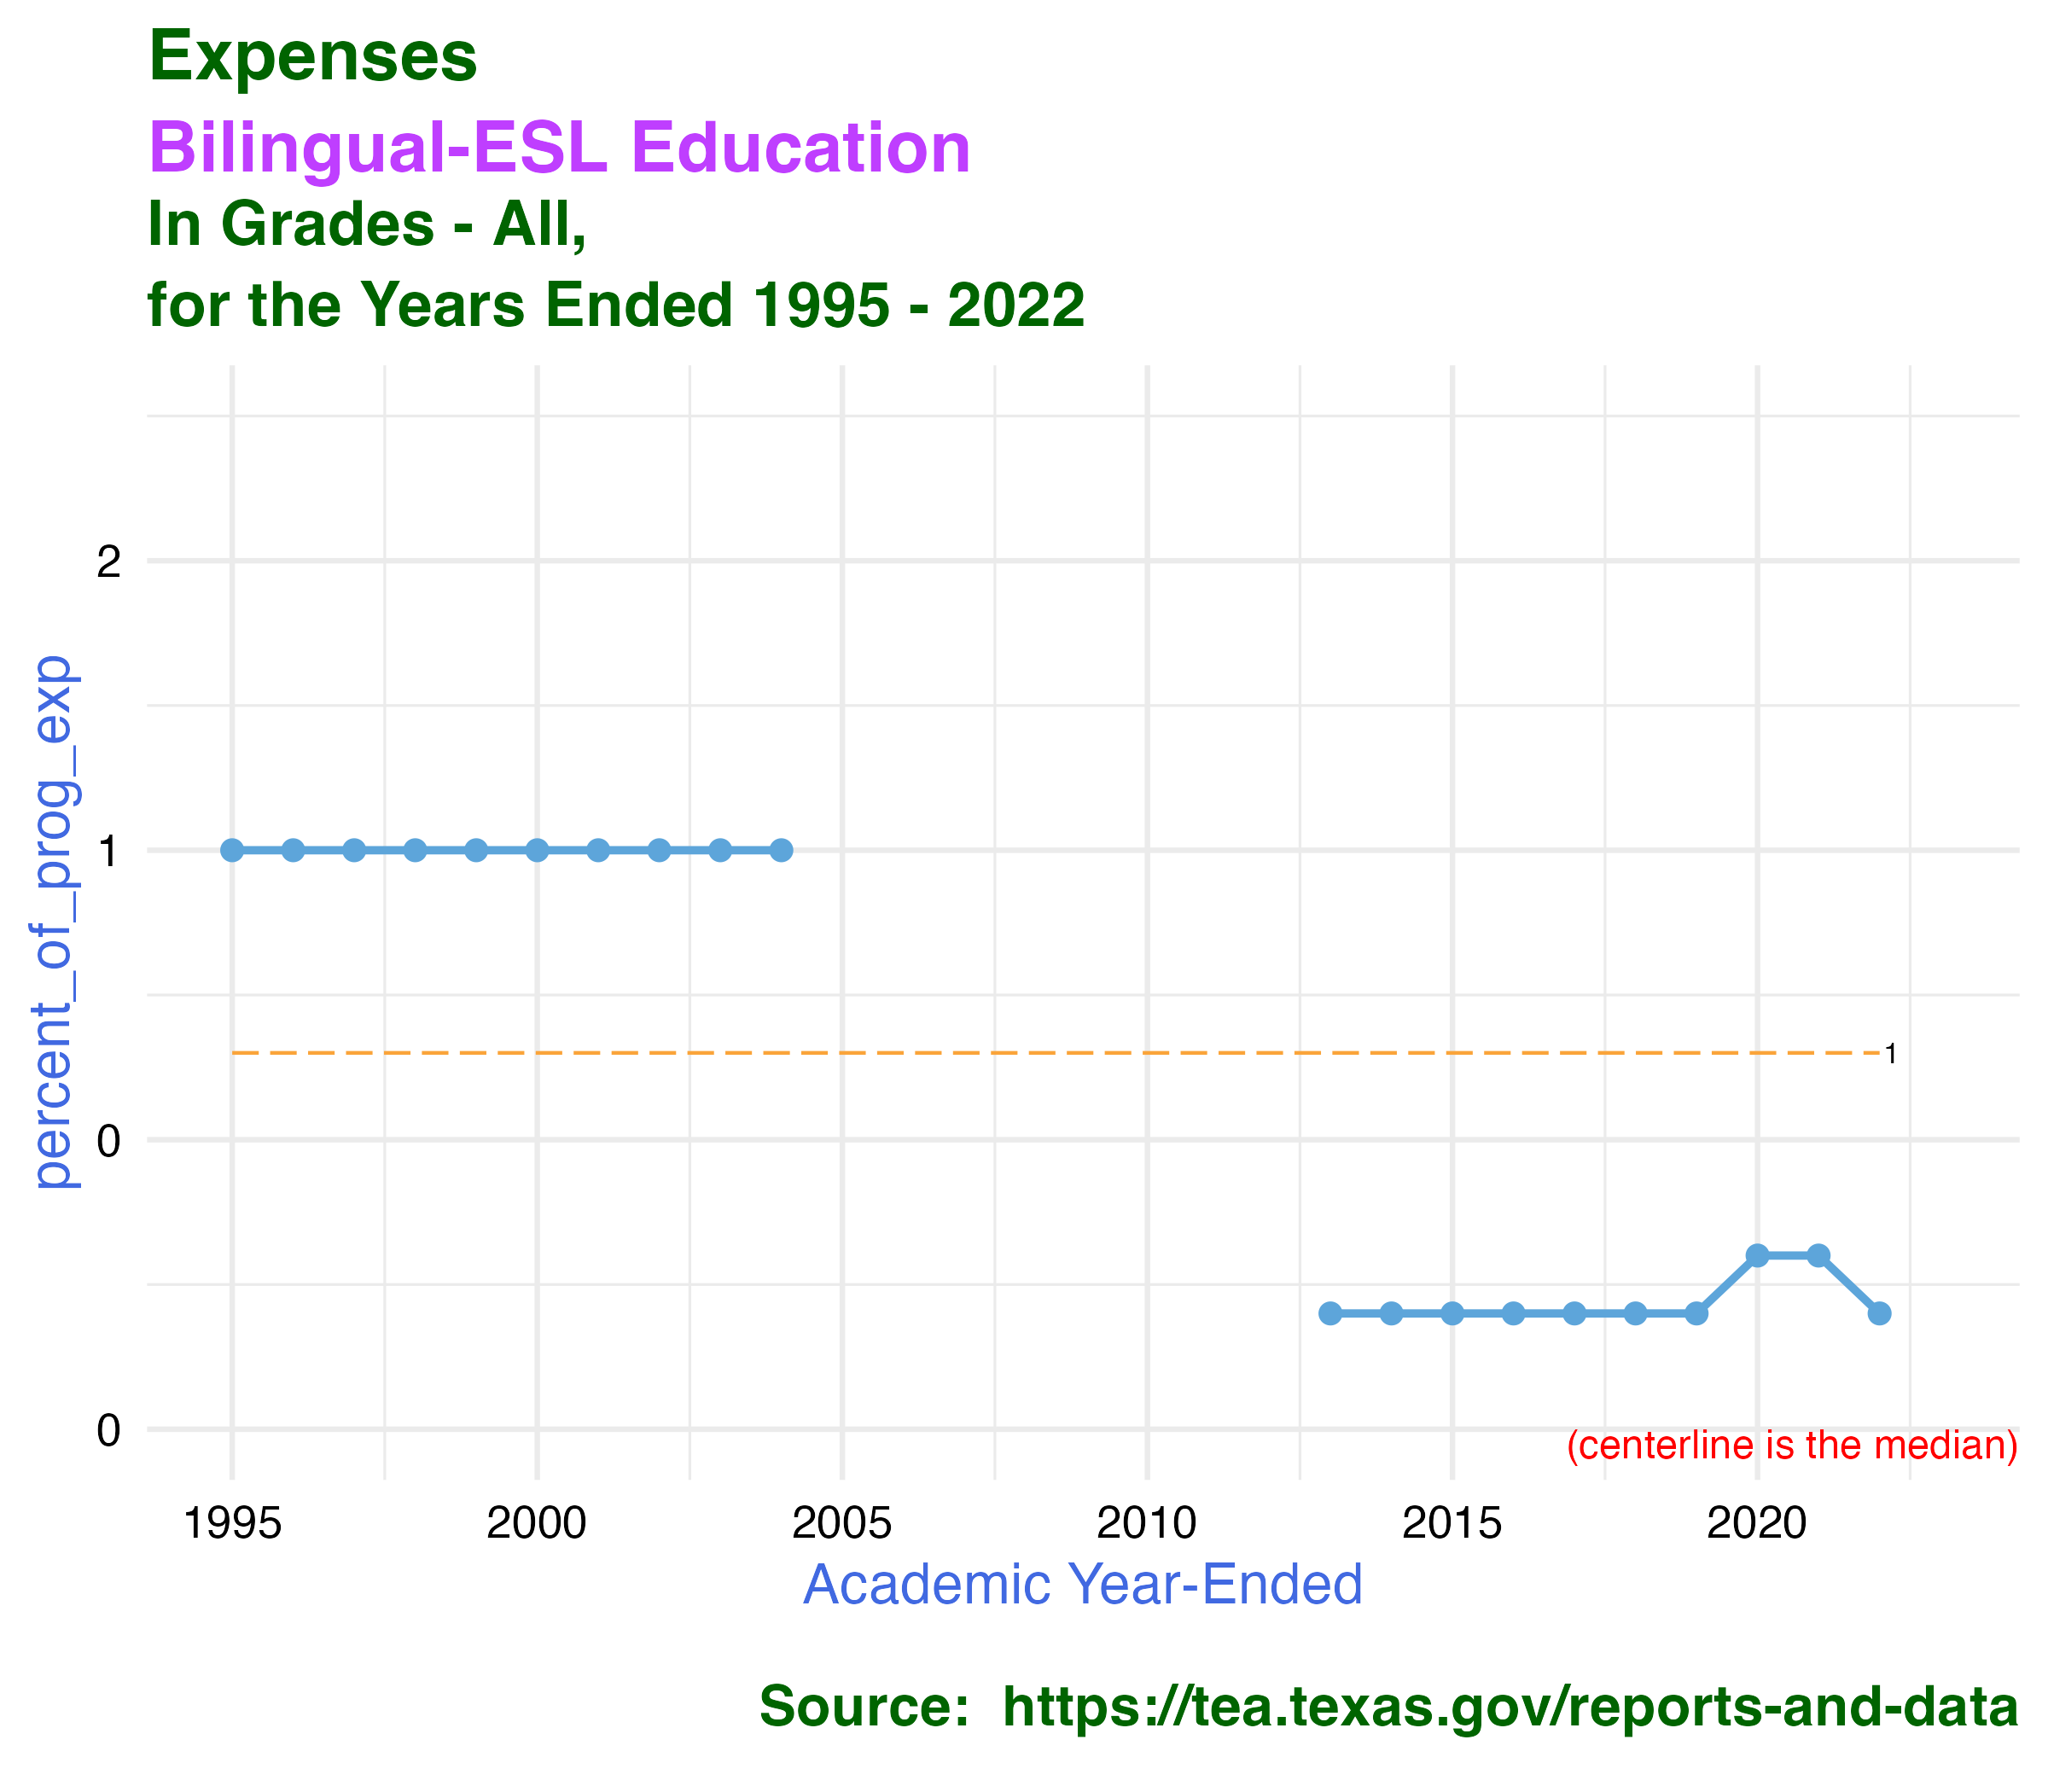 Expenses
Bilingual-ESL Education
In Grades - All,
for the Years Ended 1995 - 2022
percent_of_prog_exp
2
1
0
0
1
(centerline is the median)
1995 2000 2005 2010 2015 2020
Academic Year-Ended
Source:  https://tea.texas.gov/reports-and-data